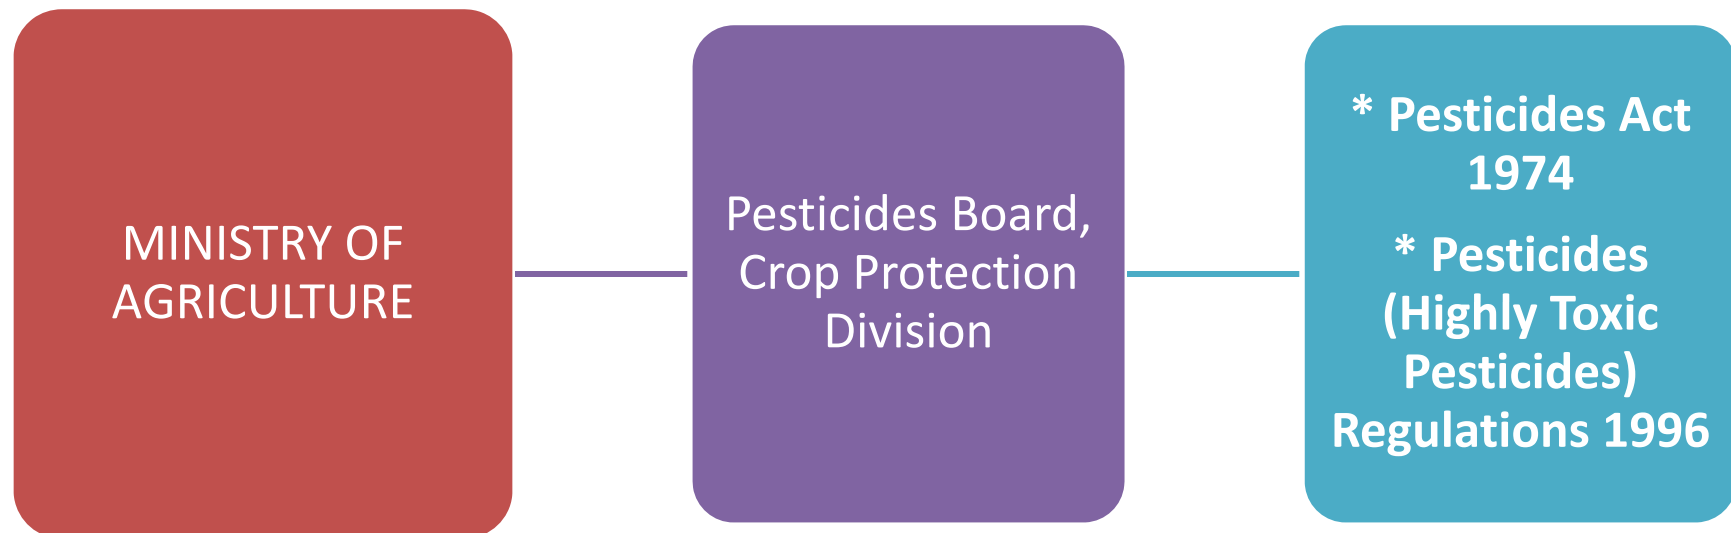 MINISTRY OF
AGRICULTURE
Pesticides Board,
Crop Protection
Division
* Pesticides Act
1974
* Pesticides
(Highly Toxic
Pesticides)
Regulations 1996